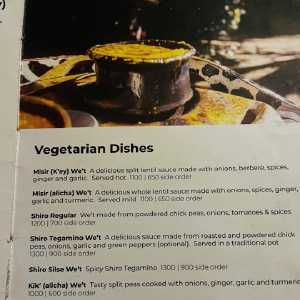 Vegetarian Dishes
Misir (K'ey) We't A delicious split lentil sauce made with onions, berbere, spices,
ginger and garlic. Served hot 1100 | 650 side order
Misir (alicha) We't A delicious whole lentil sauce made with onions, spices, ginger,
garlic and turmeric. Served mild 1100 | 650 side order
Shiro Regular We't made from powdered chick peas, onions, tomatoes & spices
1200 | 700 side order
Shiro Tegamino We't A delicious sauce made from roasted and powdered chick
peas, onions, garlic and green peppers (optional). Served in a traditional pot
1300 | 900 side order
Shiro Silse We't Spicy Shiro Tegamino 1300 | 900 side order
Kik' (alicha) We't Tasty split peas cooked with onions, ginger, garlic and turmeric
1000 | 600 side order